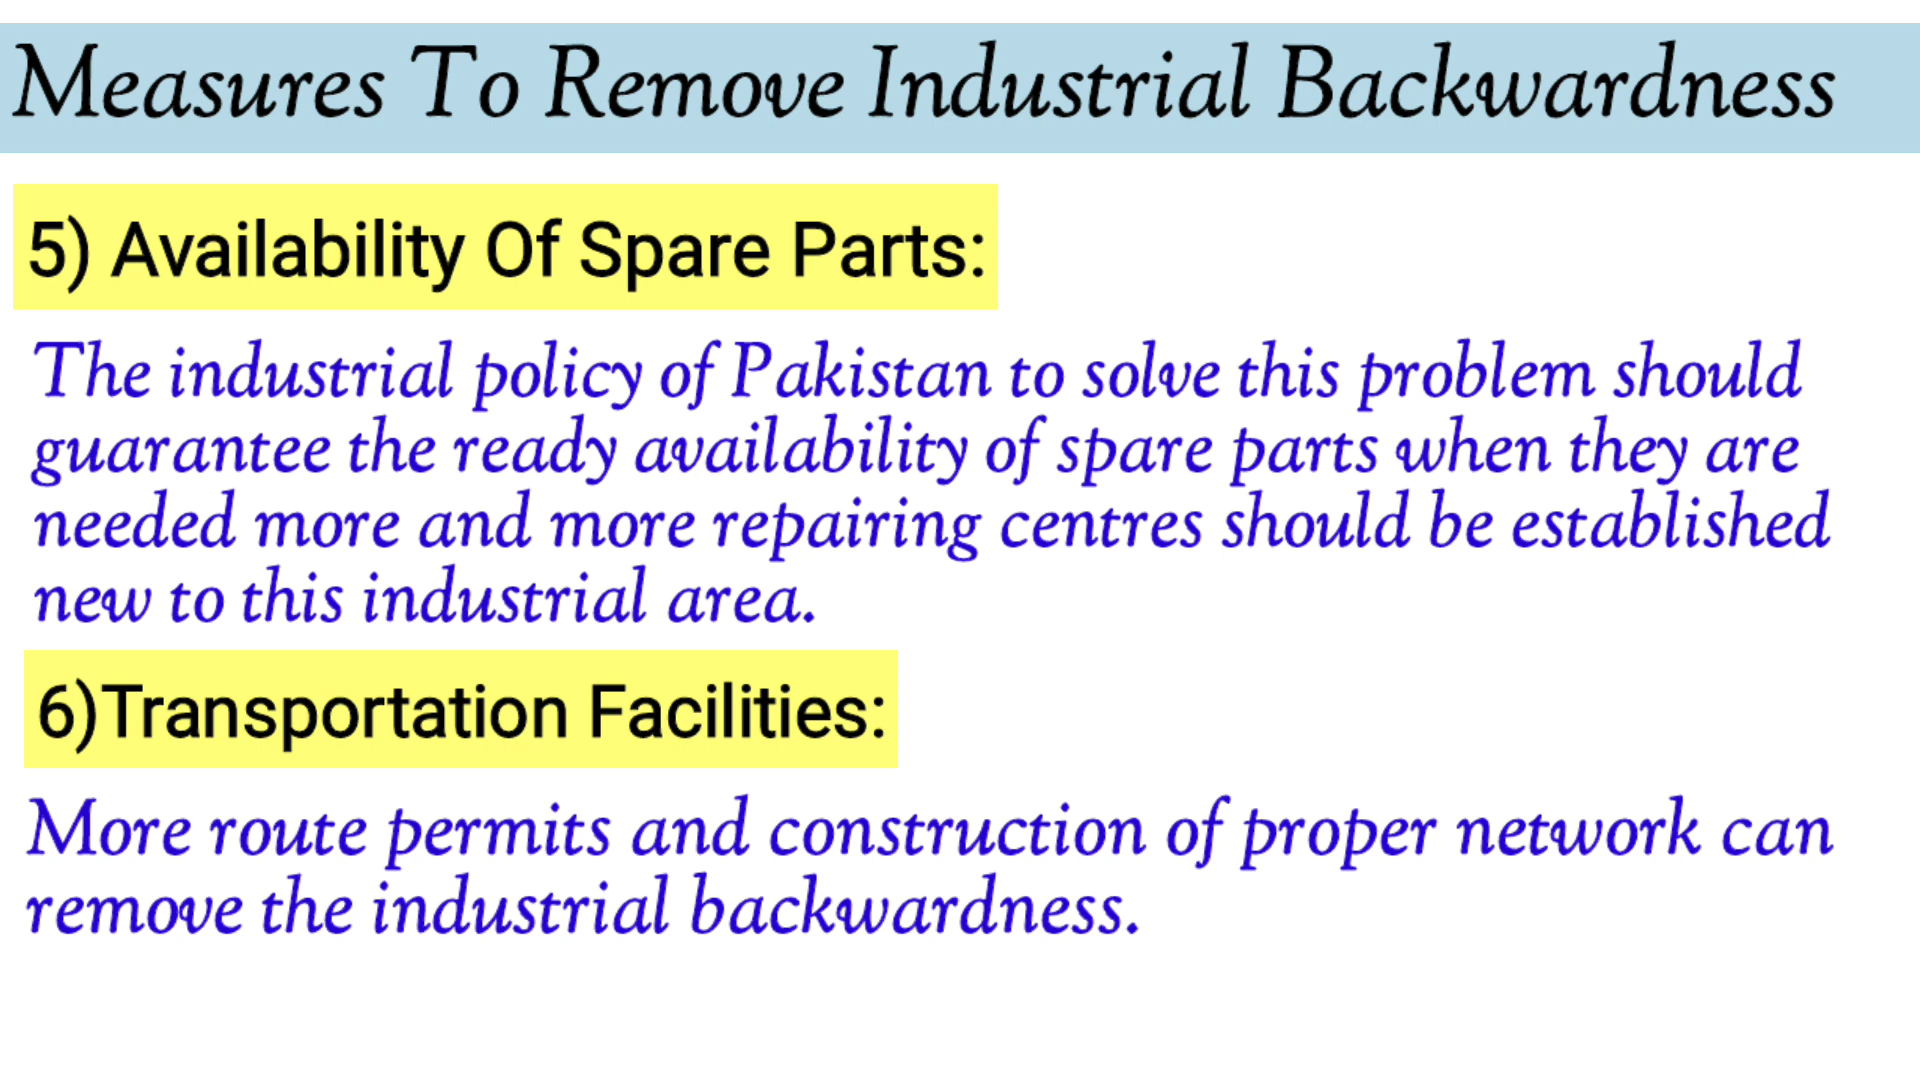 Measures To Remove Industrial Backwardness
5) Availability Of Spare Parts:
The industrial policy of Pakistan to solve this problem should
guarantee the ready availability of spare parts when they are
needed more and more repairing centres should be established
new to this industrial area.
6)Transportation Facilities:
More route permits and construction of proper network can
remove the industrial backwardness.